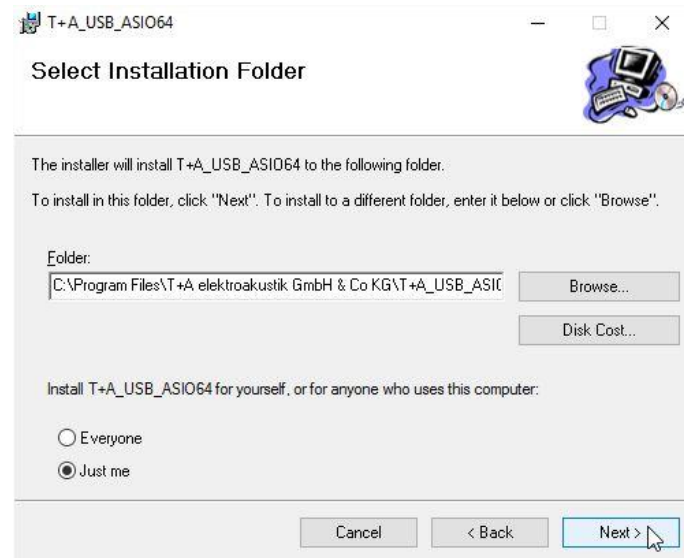 T+A_USB_ASIO64
Select Installation Folder
The installer will install T+A_USB_ASIO64 to the following folder.
To install in this folder, click "Next". To install to a different folder, enter it below or click "Browse".
Folder:
C:\Program Files\T+A elektroakustik GmbH & Co KG\T+A_USB_ASI(
Browse...
Disk Cost...
Install T+A_USB_ASIO64 for yourself, or for anyone who uses this computer:
Everyone
Just me
Cancel
< Back
Next >